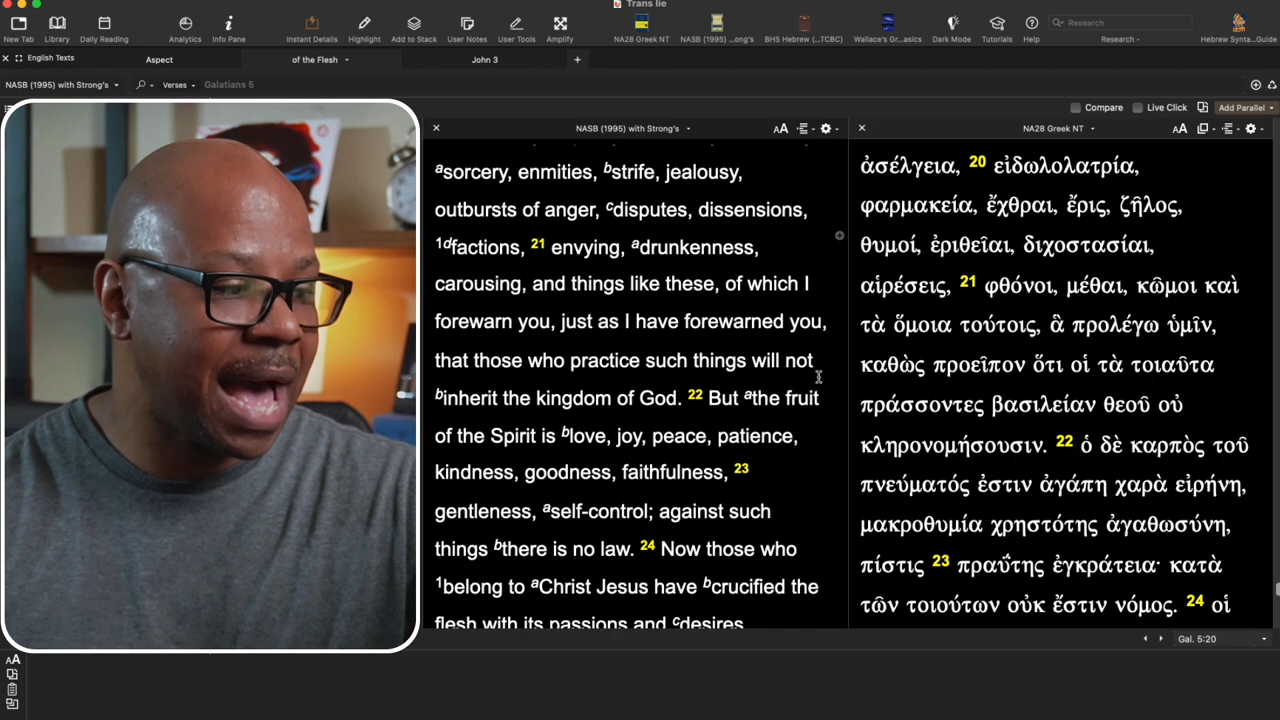 Trans lie
New Tab
Library
Daily Reading
Analytics
Info Pane
Instant Details
Highlight
Add to Stack
User Notes
User Tools
Amplify
NA28 Greek NT
NASB (1995)...ong's
BHS Hebrew (...TCBC)
Wallace's Gr...asics
Dark Mode
Tutorials
Help
Research
Research
Hebrew Synta...Guide
English Texts
Aspect
of the Flesh
John 3
NASB (1995) with Strong's
Verses
Galatians 5
Compare
Live Click
Add Parallel
NASB (1995) with Strong's
NA28 Greek NT
asorcery, enmities, bstrife, jealousy,
outbursts of anger, cdisputes, dissensions,
1dfactions, 21 envying, adrunkenness,
carousing, and things like these, of which I
forewarn you, just as I have forewarned you,
that those who practice such things will not
binherit the kingdom of God. 22 But athe fruit
of the Spirit is blove, joy, peace, patience,
kindness, goodness, faithfulness, 23
gentleness, aself-control; against such
things bthere is no law. 24 Now those who
1belong to aChrist Jesus have bcrucified the
flesh with its passions and cdesires
ἀσέλγεια, 20 εἰδωλολατρία,
φαρμακεία, ἔχθραι, ἔρις, ζῆλος,
θυμοί, ἐριθεῖαι, διχοστασίαι,
αἱρέσεις, 21 φθόνοι, μέθαι, κῶμοι καὶ
τὰ ὅμοια τούτοις, ἃ προλέγω ὑμῖν,
καθὼς προεῖπον ὅτι οἱ τὰ τοιαῦτα
πράσσοντες βασιλείαν θεοῦ οὐ
κληρονομήσουσιν. 22 ὁ δὲ καρπὸς τοῦ
πνεύματός ἐστιν ἀγάπη χαρὰ εἰρήνη,
μακροθυμία χρηστότης ἀγαθωσύνη,
πίστις 23 πραΰτης ἐγκράτεια· κατὰ
τῶν τοιούτων οὐκ ἔστιν νόμος. 24 οἱ
Gal. 5:20